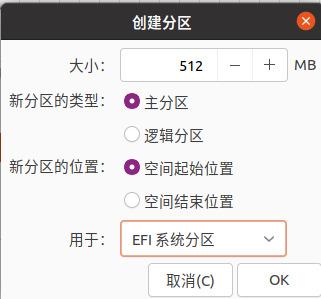 创建分区
大小： 512 − + MB
新分区的类型： 主分区
逻辑分区
新分区的位置： 空间起始位置
空间结束位置
用于： EFI 系统分区
取消(C) OK